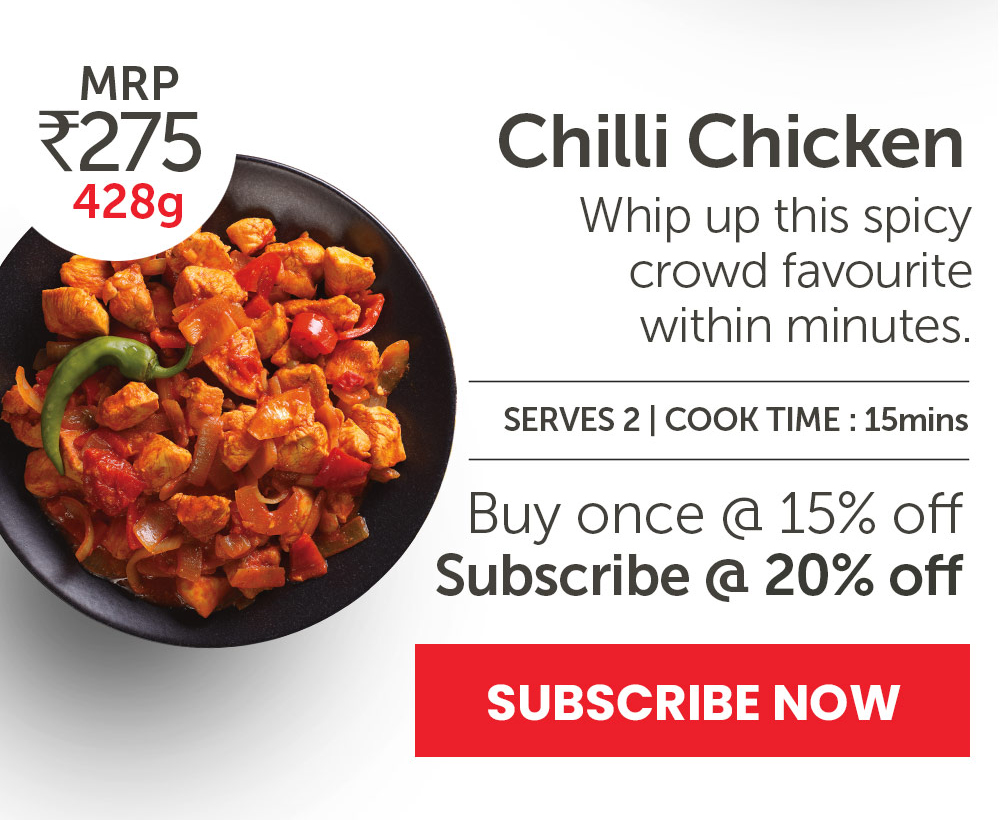 MRP
₹275
428g
Chilli Chicken
Whip up this spicy
crowd favourite
within minutes.
SERVES 2 | COOK TIME : 15mins
Buy once @ 15% off
Subscribe @ 20% off
SUBSCRIBE NOW